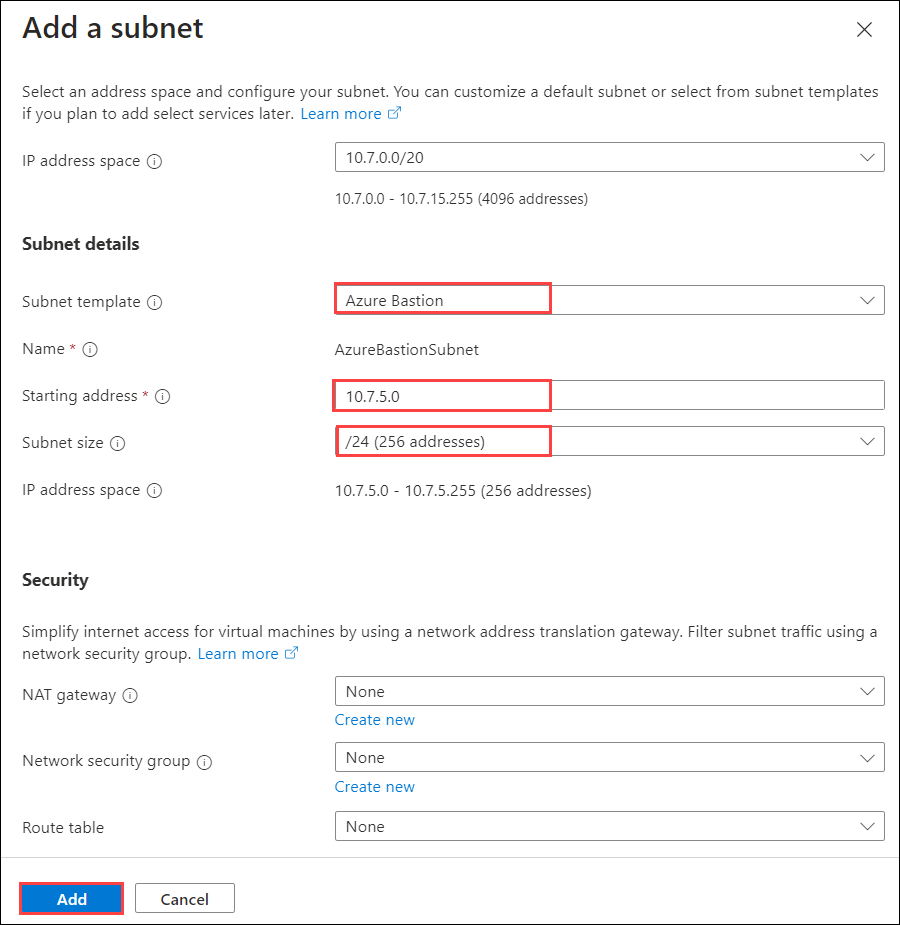 Add a subnet
Select an address space and configure your subnet. You can customize a default subnet or select from subnet templates
if you plan to add select services later. Learn more
IP address space
10.7.0.0/20
10.7.0.0 - 10.7.15.255 (4096 addresses)
Subnet details
Subnet template
Azure Bastion
Name *
AzureBastionSubnet
Starting address *
10.7.5.0
Subnet size
/24 (256 addresses)
IP address space
10.7.5.0 - 10.7.5.255 (256 addresses)
Security
Simplify internet access for virtual machines by using a network address translation gateway. Filter subnet traffic using a
network security group. Learn more
NAT gateway
None
Create new
Network security group
None
Create new
Route table
None
Add
Cancel